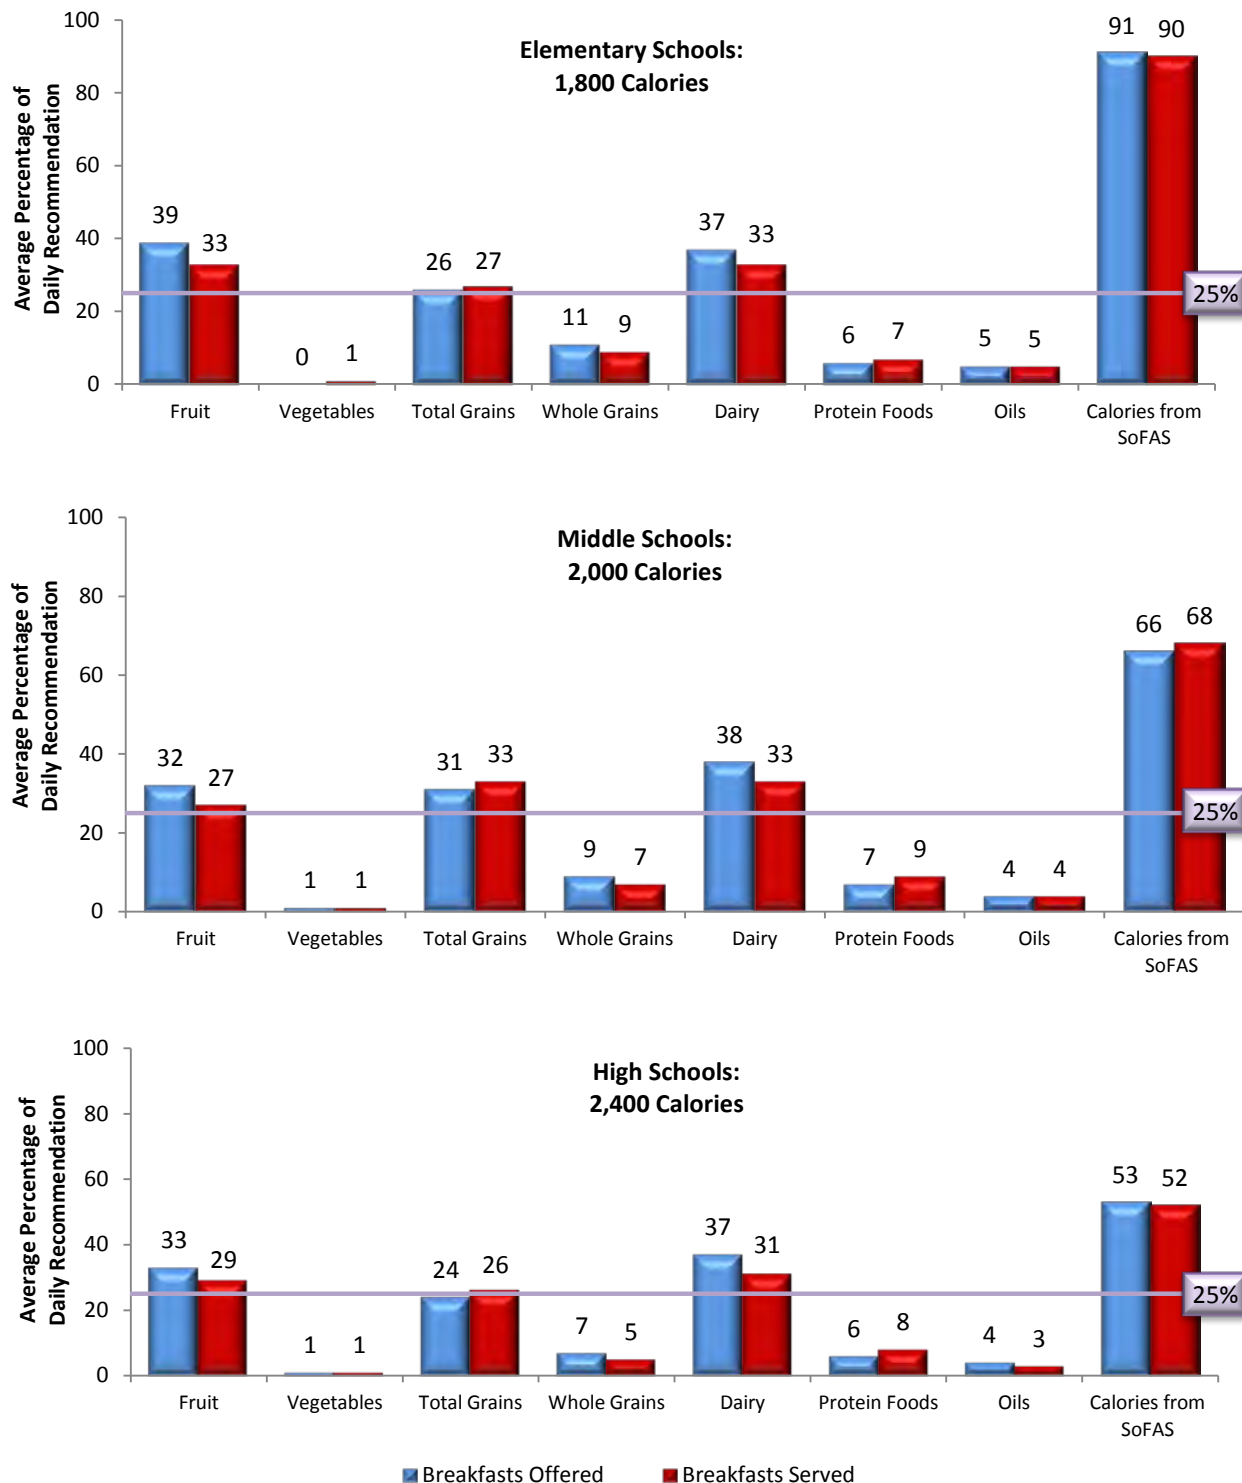 Elementary Schools:
1,800 Calories
Average Percentage of
Daily Recommendation
100
80
60
40
20
0
39
33
0
1
26
27
11
9
37
33
6
7
5
5
91
90
25%
Fruit
Vegetables
Total Grains
Whole Grains
Dairy
Protein Foods
Oils
Calories from
SoFAS
Middle Schools:
2,000 Calories
Average Percentage of
Daily Recommendation
100
80
60
40
20
0
32
27
1
1
31
33
9
7
38
33
7
9
4
4
66
68
25%
Fruit
Vegetables
Total Grains
Whole Grains
Dairy
Protein Foods
Oils
Calories from
SoFAS
High Schools:
2,400 Calories
Average Percentage of
Daily Recommendation
100
80
60
40
20
0
33
29
1
1
24
26
7
5
37
31
6
8
4
3
53
52
25%
Fruit
Vegetables
Total Grains
Whole Grains
Dairy
Protein Foods
Oils
Calories from
SoFAS
Breakfasts Offered
Breakfasts Served